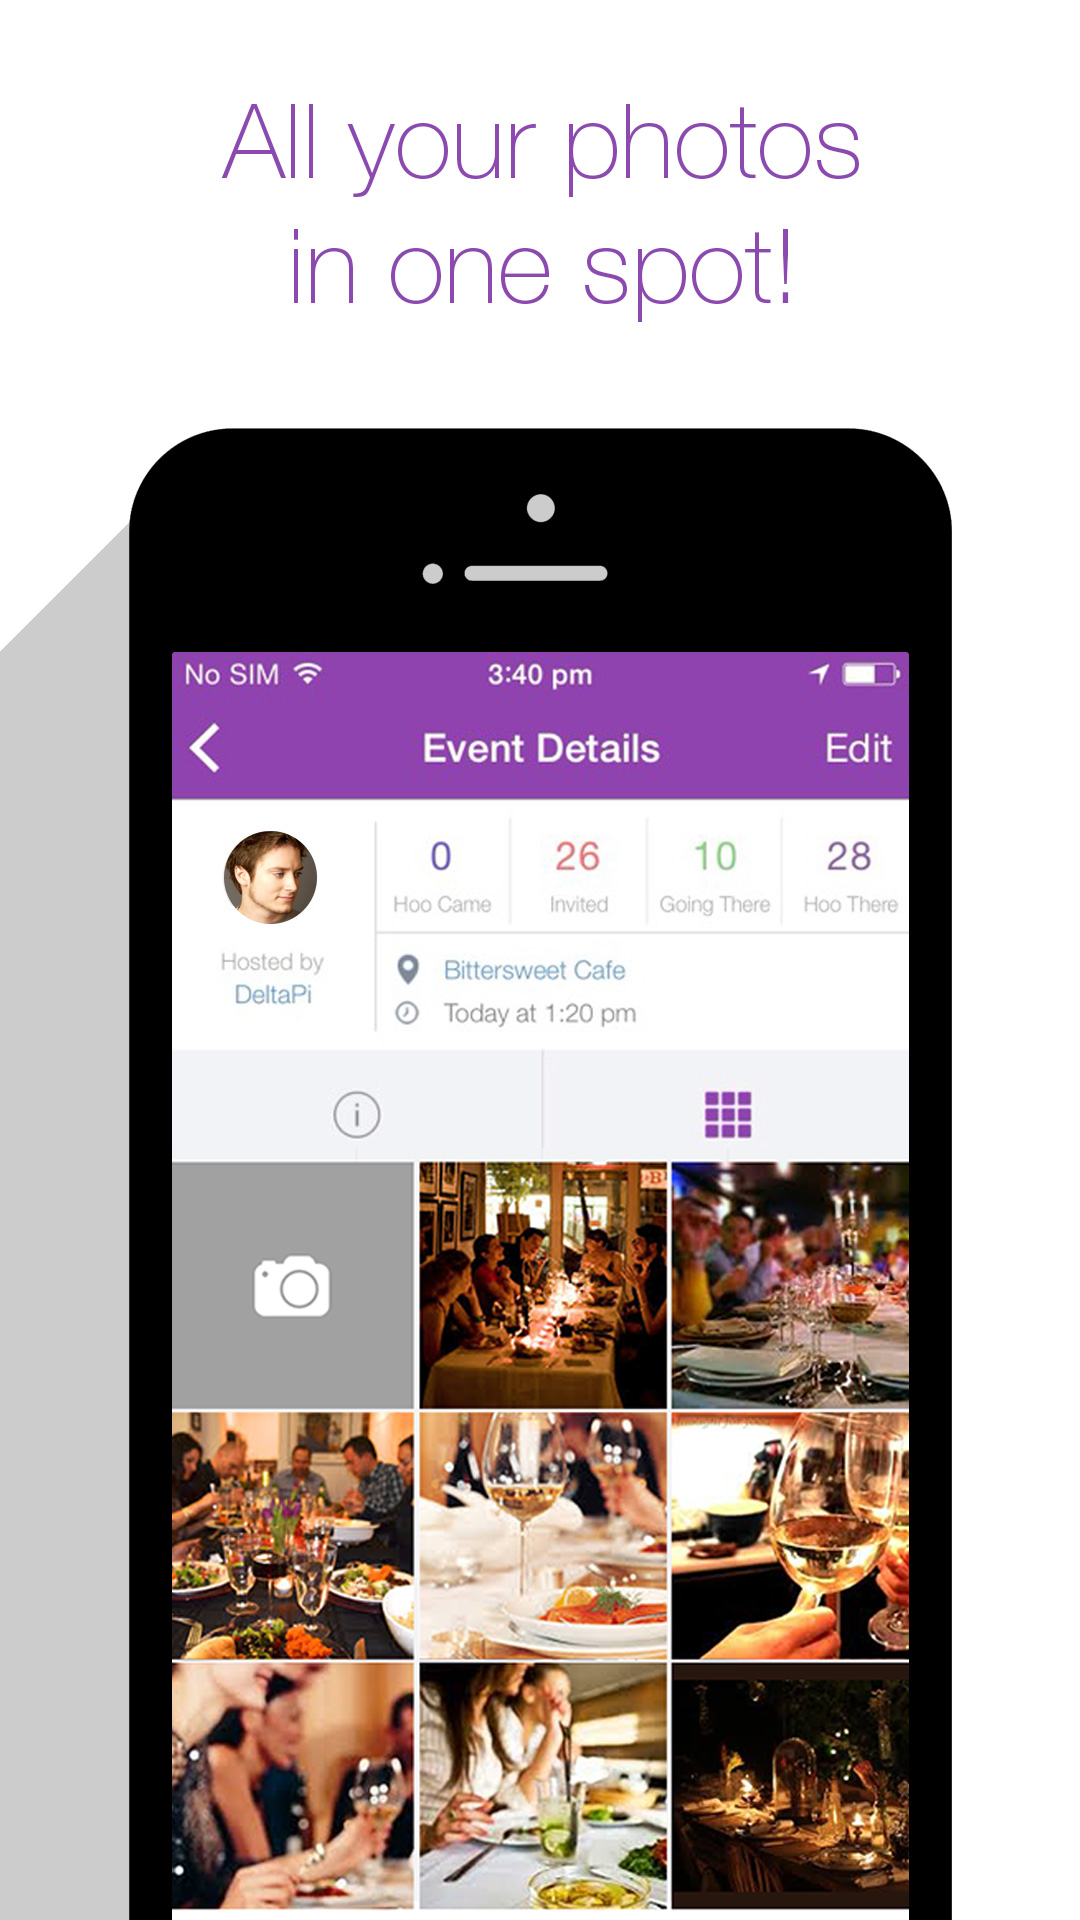 All your photos
in one spot!
No SIM 3:40 pm
Event Details Edit
0 26 10 28
Hoo Came Invited Going There Hoo There
Hosted by
DeltaPi
Bittersweet Cafe
Today at 1:20 pm